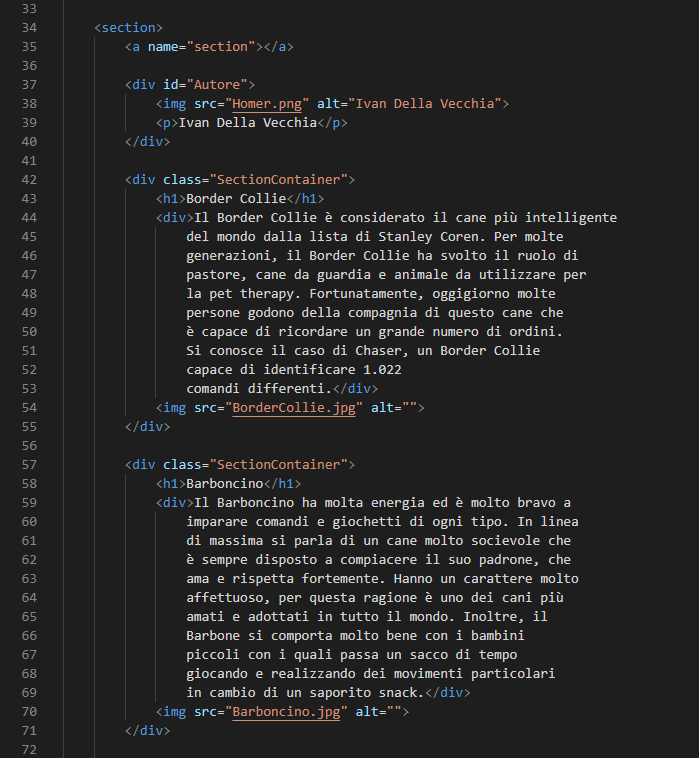 33
34 <section>
35 <a name="section"></a>
36
37 <div id="Autore">
38 <img src="Homer.png" alt="Ivan Della Vecchia">
39 <p>Ivan Della Vecchia</p>
40 </div>
41
42 <div class="SectionContainer">
43 <h1>Border Collie</h1>
44 <div>Il Border Collie è considerato il cane più intelligente
45 del mondo dalla lista di Stanley Coren. Per molte
46 generazioni, il Border Collie ha svolto il ruolo di
47 pastore, cane da guardia e animale da utilizzare per
48 la pet therapy. Fortunatamente, oggigiorno molte
49 persone godono della compagnia di questo cane che
50 è capace di ricordare un grande numero di ordini.
51 Si conosce il caso di Chaser, un Border Collie
52 capace di identificare 1.022
53 comandi differenti.</div>
54 <img src="BorderCollie.jpg" alt="">
55 </div>
56
57 <div class="SectionContainer">
58 <h1>Barboncino</h1>
59 <div>Il Barboncino ha molta energia ed è molto bravo a
60 imparare comandi e giochetti di ogni tipo. In linea
61 di massima si parla di un cane molto socievole che
62 è sempre disposto a compiacere il suo padrone, che
63 ama e rispetta fortemente. Hanno un carattere molto
64 affettuoso, per questa ragione è uno dei cani più
65 amati e adottati in tutto il mondo. Inoltre, il
66 Barbone si comporta molto bene con i bambini
67 piccoli con i quali passa un sacco di tempo
68 giocando e realizzando dei movimenti particolari
69 in cambio di un saporito snack.</div>
70 <img src="Barboncino.jpg" alt="">
71 </div>
72